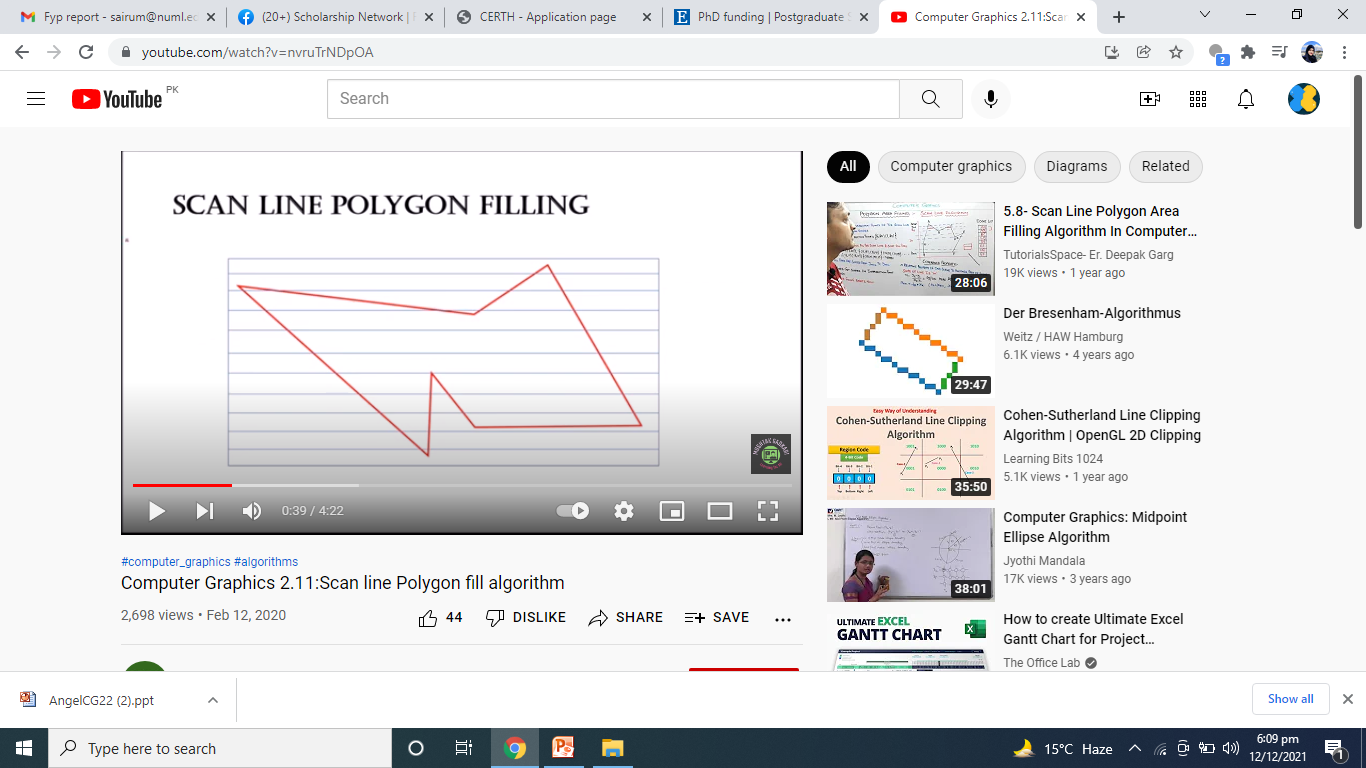 Fyp report - sairum@numl.ec
(20+) Scholarship Network |
CERTH - Application page
PhD funding | Postgraduate
Computer Graphics 2.11:Scan
youtube.com/watch?v=nvruTrNDpOA
YouTube PK
Search
SCAN LINE POLYGON FILLING
0:39 / 4:22
#computer_graphics #algorithms
Computer Graphics 2.11:Scan line Polygon fill algorithm
2,698 views • Feb 12, 2020
44 DISLIKE SHARE SAVE
All Computer graphics Diagrams Related
28:06
5.8- Scan Line Polygon Area
Filling Algorithm In Computer...
TutorialsSpace- Er. Deepak Garg
19K views • 1 year ago
29:47
Der Bresenham-Algorithmus
Weitz / HAW Hamburg
6.1K views • 4 years ago
Easy Way of Understanding
Cohen-Sutherland Line Clipping
Algorithm
Region Code
35:50
Cohen-Sutherland Line Clipping
Algorithm | OpenGL 2D Clipping
Learning Bits 1024
5.1K views • 1 year ago
38:01
Computer Graphics: Midpoint
Ellipse Algorithm
Jyothi Mandala
17K views • 3 years ago
ULTIMATE EXCEL
GANTT CHART
How to create Ultimate Excel
Gantt Chart for Project...
The Office Lab
AngelCG22 (2).ppt
Show all
Type here to search
15°C Haze
6:09 pm
12/12/2021
1